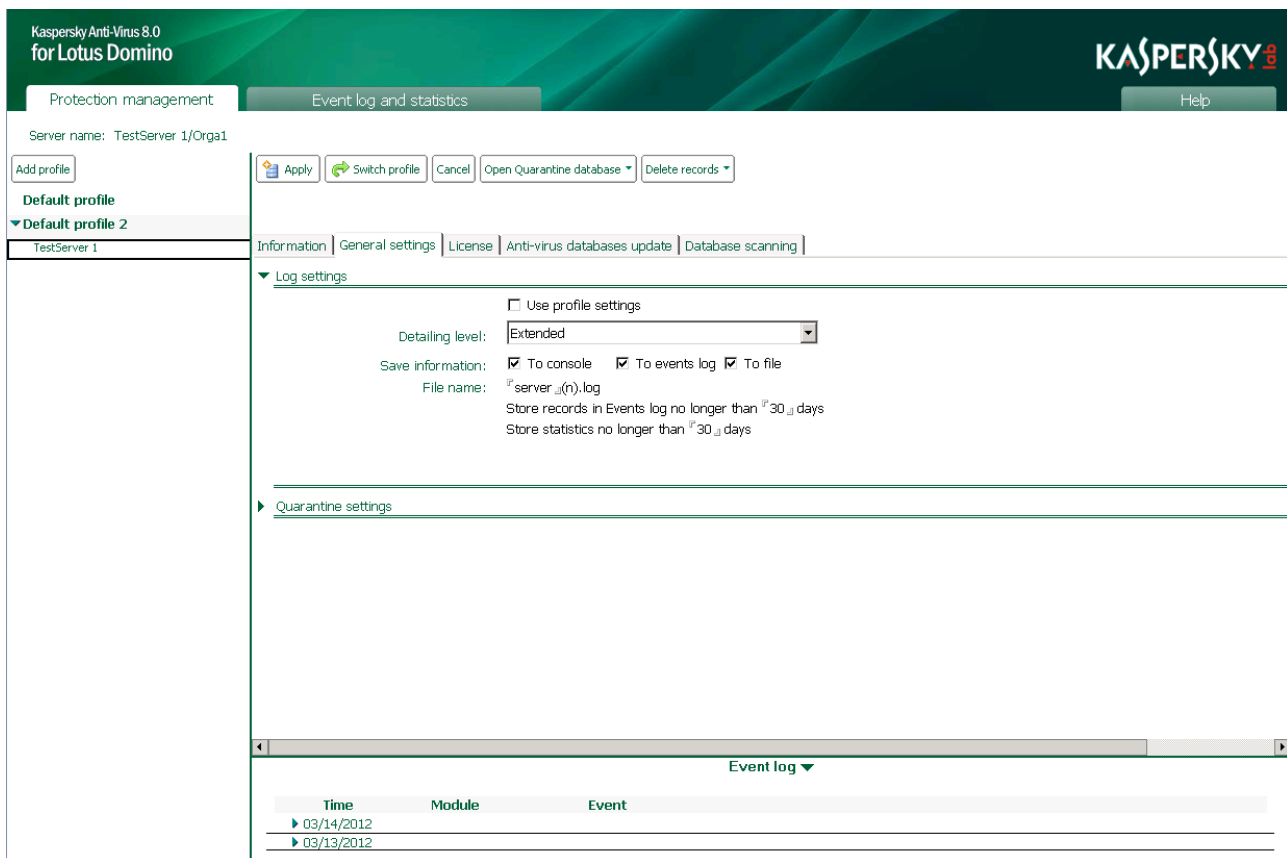 Kaspersky Anti-Virus 8.0
for Lotus Domino
KASPERSKY lab
Protection management
Event log and statistics
Help
Server name: TestServer 1/Orga1
Add profile
Apply
Switch profile
Cancel
Open Quarantine database
Delete records
Default profile
Default profile 2
TestServer 1
Information
General settings
License
Anti-virus databases update
Database scanning
Log settings
Use profile settings
Detailing level: Extended
Save information: To console To events log To file
File name: server (n).log
Store records in Events log no longer than 30 days
Store statistics no longer than 30 days
Quarantine settings
Event log
Time Module Event
03/14/2012
03/13/2012